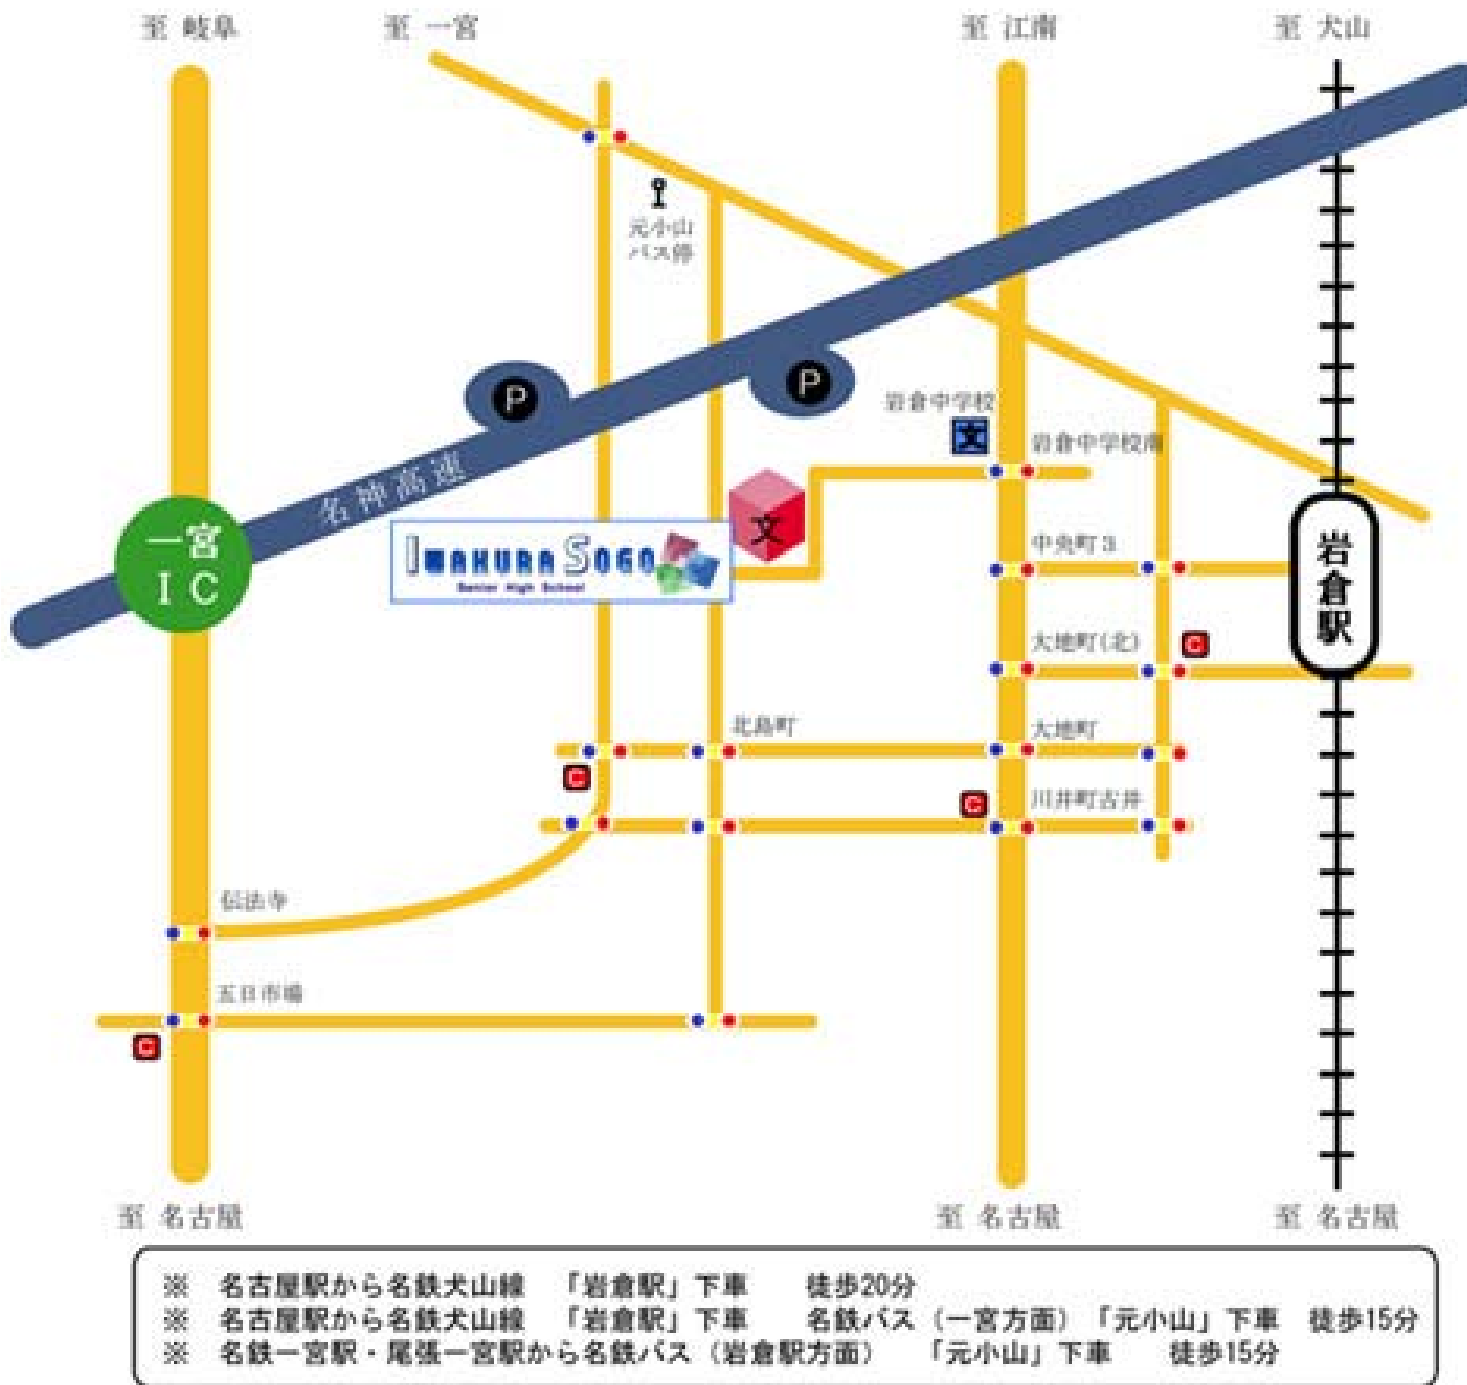 至 岐阜
至 一宮
至 江南
至 犬山
元小山
バス停
P
P
岩倉中学校
文
岩倉中学校南
名神高速
文
一宮
IC
IWAKURA SOGO
Senior High School
中央町3
岩倉駅
大地町(北)
C
北島町
大地町
C
C
川井町古井
伝法寺
五日市場
C
至 名古屋
至 名古屋
至 名古屋
※ 名古屋駅から名鉄犬山線 「岩倉駅」下車 徒歩20分
※ 名古屋駅から名鉄犬山線 「岩倉駅」下車 名鉄バス(一宮方面)「元小山」下車 徒歩15分
※ 名鉄一宮駅・尾張一宮駅から名鉄バス(岩倉駅方面) 「元小山」下車 徒歩15分